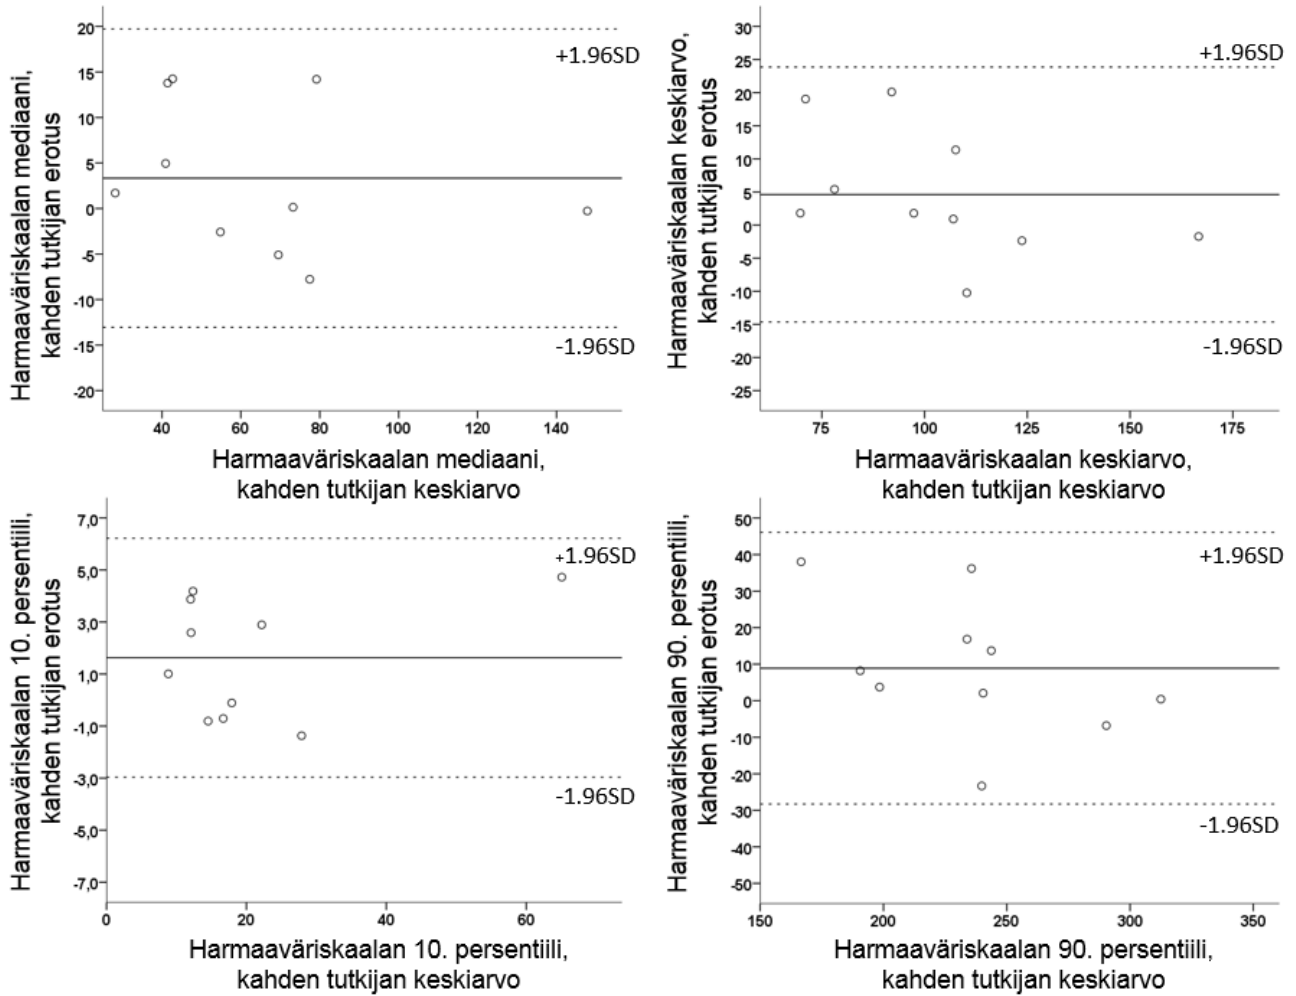 Harmaaväriskaalan mediaani,
kahden tutkijan erotus
20
15
10
5
0
-5
-10
-15
-20
+1.96SD
-1.96SD
40 60 80 100 120 140
Harmaaväriskaalan mediaani,
kahden tutkijan keskiarvo
Harmaaväriskaalan keskiarvo,
kahden tutkijan erotus
30
25
20
15
10
5
0
-5
-10
-15
-20
-25
+1.96SD
-1.96SD
75 100 125 150 175
Harmaaväriskaalan keskiarvo,
kahden tutkijan keskiarvo
Harmaaväriskaalan 10. persentiili,
kahden tutkijan erotus
7,0
5,0
3,0
1,0
-1,0
-3,0
-5,0
-7,0
+1.96SD
-1.96SD
0 20 40 60
Harmaaväriskaalan 10. persentiili,
kahden tutkijan keskiarvo
Harmaaväriskaalan 90. persentiili,
kahden tutkijan erotus
50
40
30
20
10
0
-10
-20
-30
-40
-50
+1.96SD
-1.96SD
150 200 250 300 350
Harmaaväriskaalan 90. persentiili,
kahden tutkijan keskiarvo